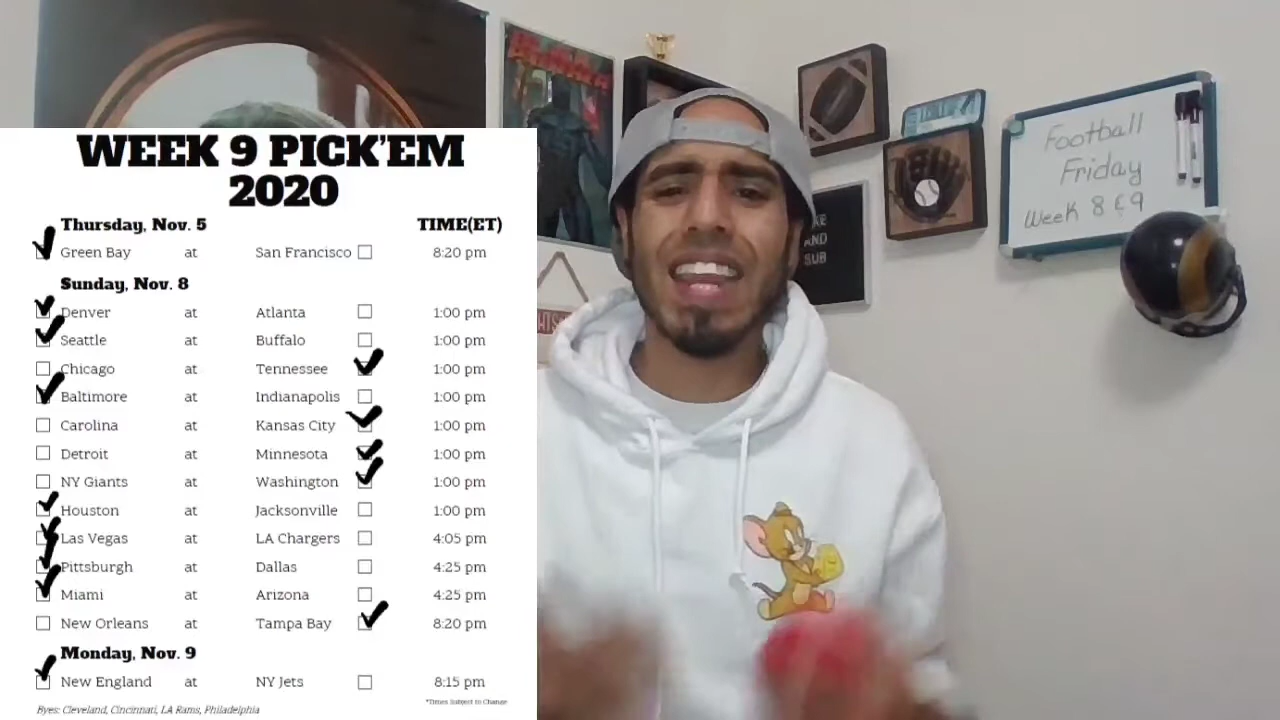 WEEK 9 PICK'EM
2020
Thursday, Nov. 5 TIME(ET)
Green Bay at San Francisco 8:20 pm
Sunday, Nov. 8
Denver at Atlanta 1:00 pm
Seattle at Buffalo 1:00 pm
Chicago at Tennessee 1:00 pm
Baltimore at Indianapolis 1:00 pm
Carolina at Kansas City 1:00 pm
Detroit at Minnesota 1:00 pm
NY Giants at Washington 1:00 pm
Houston at Jacksonville 1:00 pm
Las Vegas at LA Chargers 4:05 pm
Pittsburgh at Dallas 4:25 pm
Miami at Arizona 4:25 pm
New Orleans at Tampa Bay 8:20 pm
Monday, Nov. 9
New England at NY Jets 8:15 pm
*Times Subject to Change
Byes: Cleveland, Cincinnati, LA Rams, Philadelphia
AND
SUB
Football
Friday
Week 8 & 9